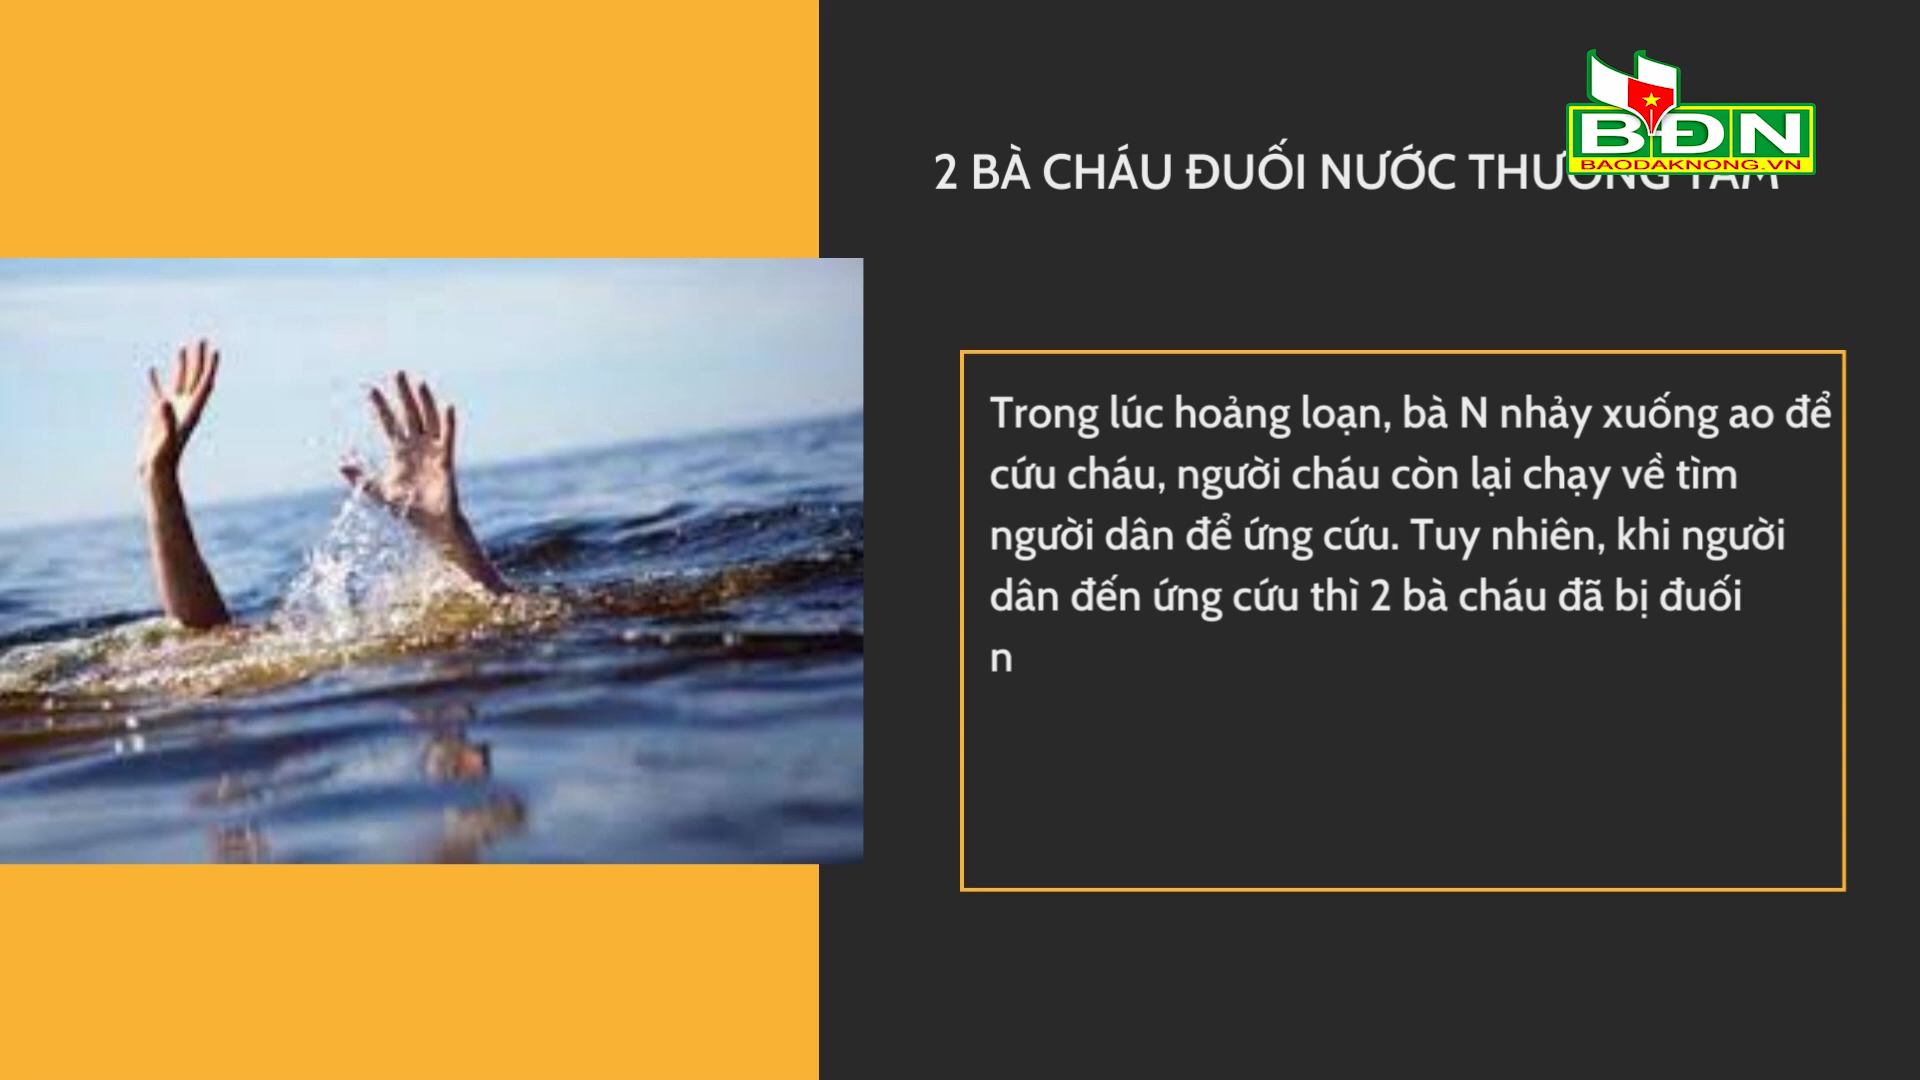 BĐN
BAODAKNONG.VN
2 BÀ CHÁU ĐUỐI NƯỚC THƯƠNG TÂM
Trong lúc hoảng loạn, bà N nhảy xuống ao để
cứu cháu, người cháu còn lại chạy về tìm
người dân để ứng cứu. Tuy nhiên, khi người
dân đến ứng cứu thì 2 bà cháu đã bị đuối
n